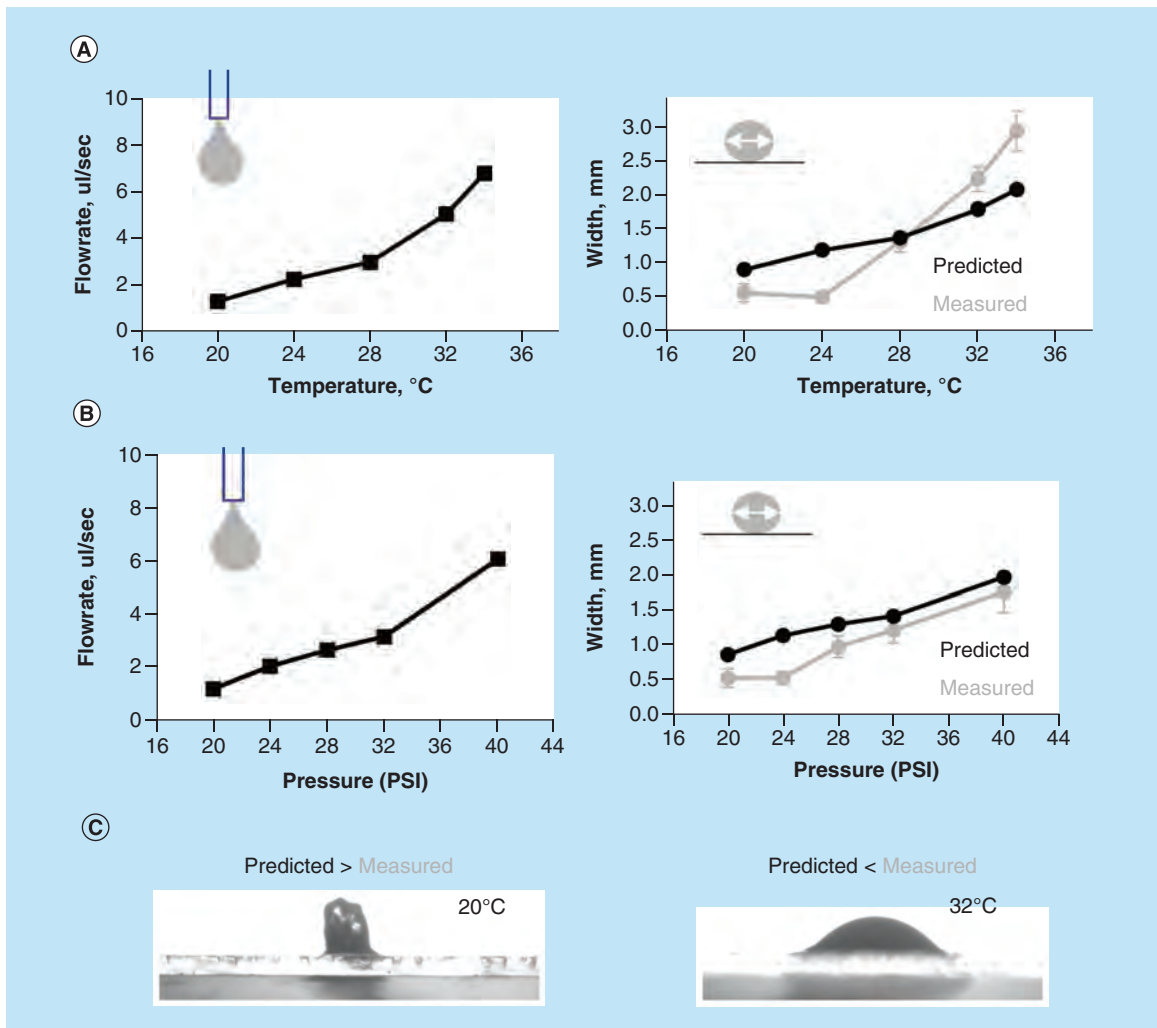 A
10
8
6
4
2
0
Flowrate, ul/sec
16 20 24 28 32 36
Temperature, °C
3.0
2.5
2.0
1.5
1.0
0.5
0.0
Width, mm
Predicted
Measured
16 20 24 28 32 36
Temperature, °C
B
10
8
6
4
2
0
Flowrate, ul/sec
16 20 24 28 32 36 40 44
Pressure (PSI)
3.0
2.5
2.0
1.5
1.0
0.5
0.0
Width, mm
Predicted
Measured
16 20 24 28 32 36 40 44
Pressure (PSI)
C
Predicted > Measured
20°C
Predicted < Measured
32°C